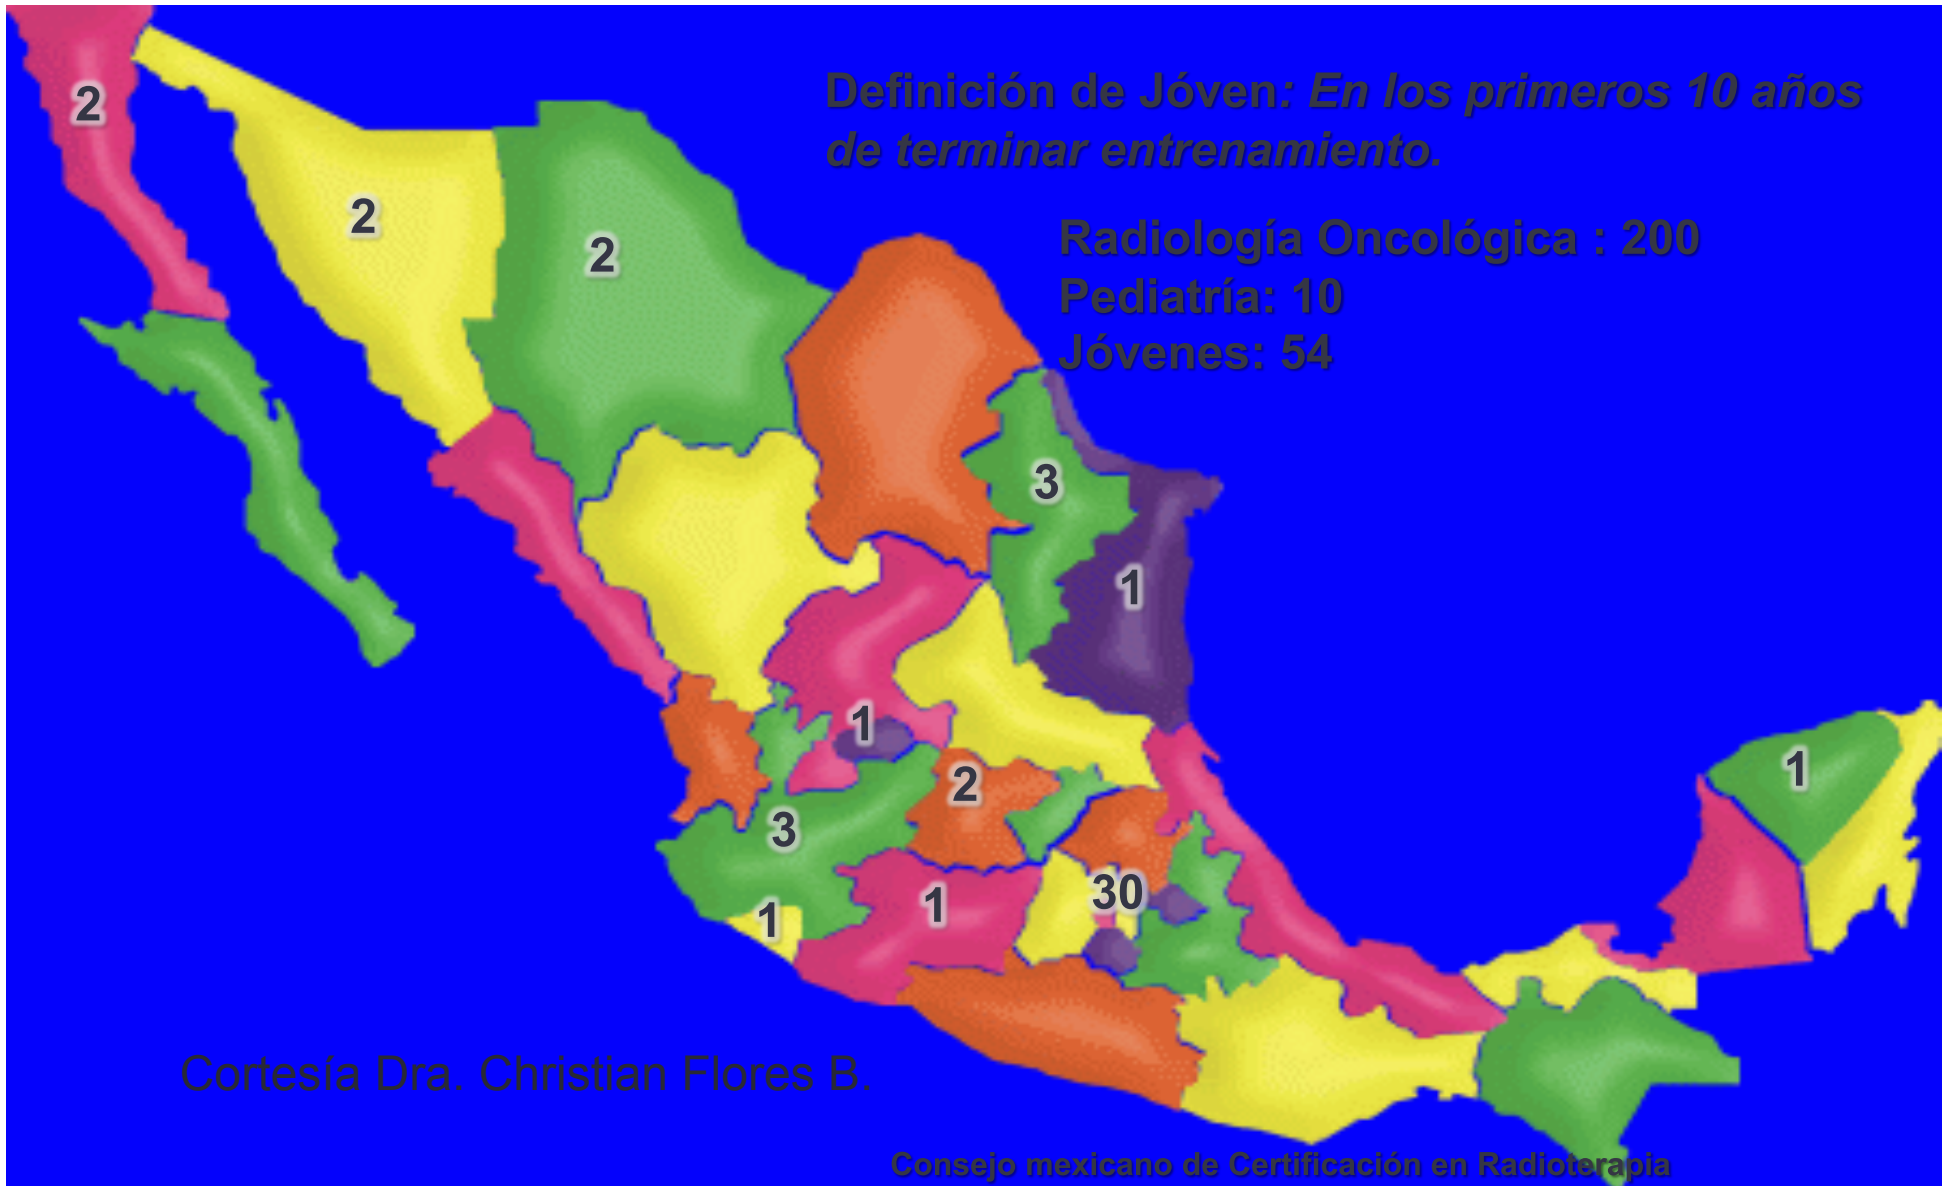 Definición de Jóven: En los primeros 10 años
de terminar entrenamiento.
2
2
2
Radiología Oncológica : 200
Pediatría: 10
Jóvenes: 54
3
1
1
2
1
3
30
1
1
Cortesía Dra. Christian Flores B.
Consejo mexicano de Certificación en Radioterapia